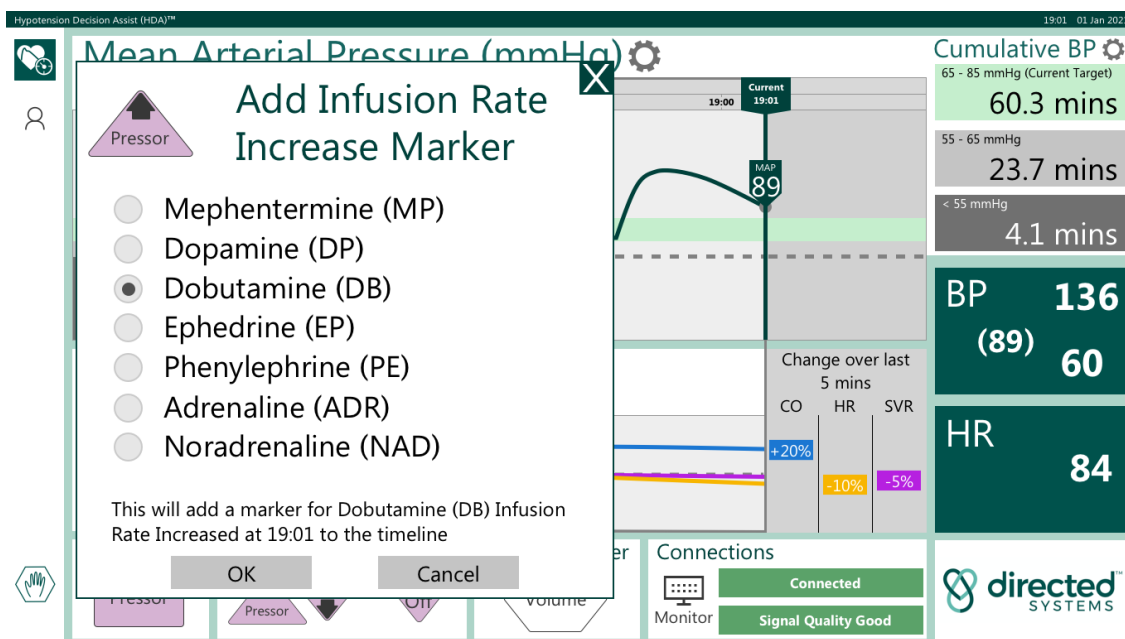 Hypotension Decision Assist (HDA)™
19:01 01 Jan 202
Mean Arterial Pressure (mmHg)
X
Pressor
Add Infusion Rate
Increase Marker
Mephentermine (MP)
Dopamine (DP)
Dobutamine (DB)
Ephedrine (EP)
Phenylephrine (PE)
Adrenaline (ADR)
Noradrenaline (NAD)
This will add a marker for Dobutamine (DB) Infusion
Rate Increased at 19:01 to the timeline
OK
Cancel
19:00
Current
19:01
MAP
89
Change over last
5 mins
CO HR SVR
+20%
-10%
-5%
Cumulative BP
65 - 85 mmHg (Current Target)
60.3 mins
55 - 65 mmHg
23.7 mins
< 55 mmHg
4.1 mins
BP
136
(89)
60
HR
84
Pressor
Pressor
Off
er
Volume
Connections
Monitor
Connected
Signal Quality Good
directed™
SYSTEMS